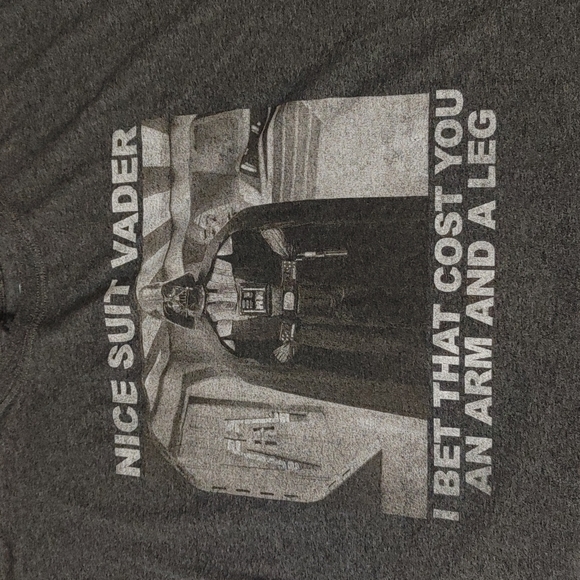 NICE SUIT VADER
I BET THAT COST YOU
AN ARM AND A LEG